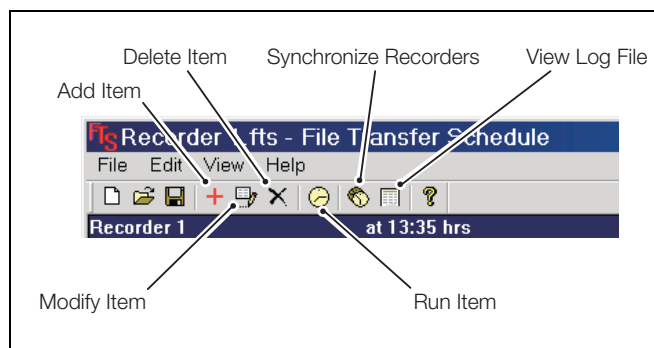 Delete Item
Synchronize Recorders
View Log File
Add Item
FTS Recorder 1.fts - File Transfer Schedule
File Edit View Help
Recorder 1 at 13:35 hrs
Modify Item
Run Item